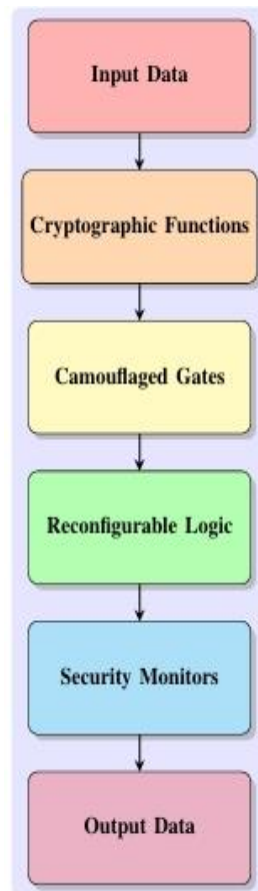 Input Data
Cryptographic Functions
Camouflaged Gates
Reconfigurable Logic
Security Monitors
Output Data